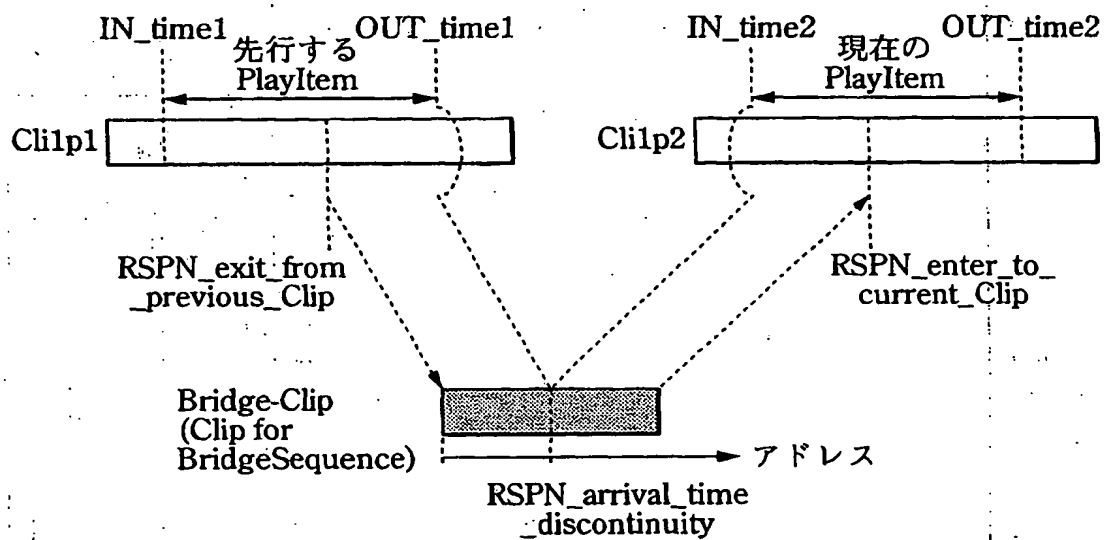 IN_time1
先行する
PlayItem
OUT_time1
IN_time2
現在の
PlayItem
OUT_time2
Cli1p1
Cli1p2
RSPN_exit_from
_previous_Clip
RSPN_enter_to_
current_Clip
Bridge-Clip
(Clip for
BridgeSequence)
アドレス
RSPN_arrival_time
_discontinuity